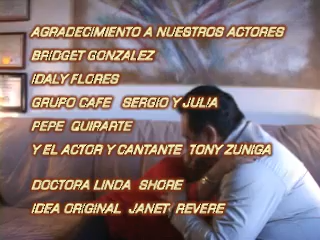 AGRADECIMIENTO A NUESTROS ACTORES
BRIDGET GONZALEZ
IDALY FLORES
GRUPO CAFE SERGIO Y JULIA
PEPE QUIRARTE
Y EL ACTOR Y CANTANTE TONY ZUNIGA
DOCTORA LINDA SHORE
IDEA ORIGINAL JANET REVERE